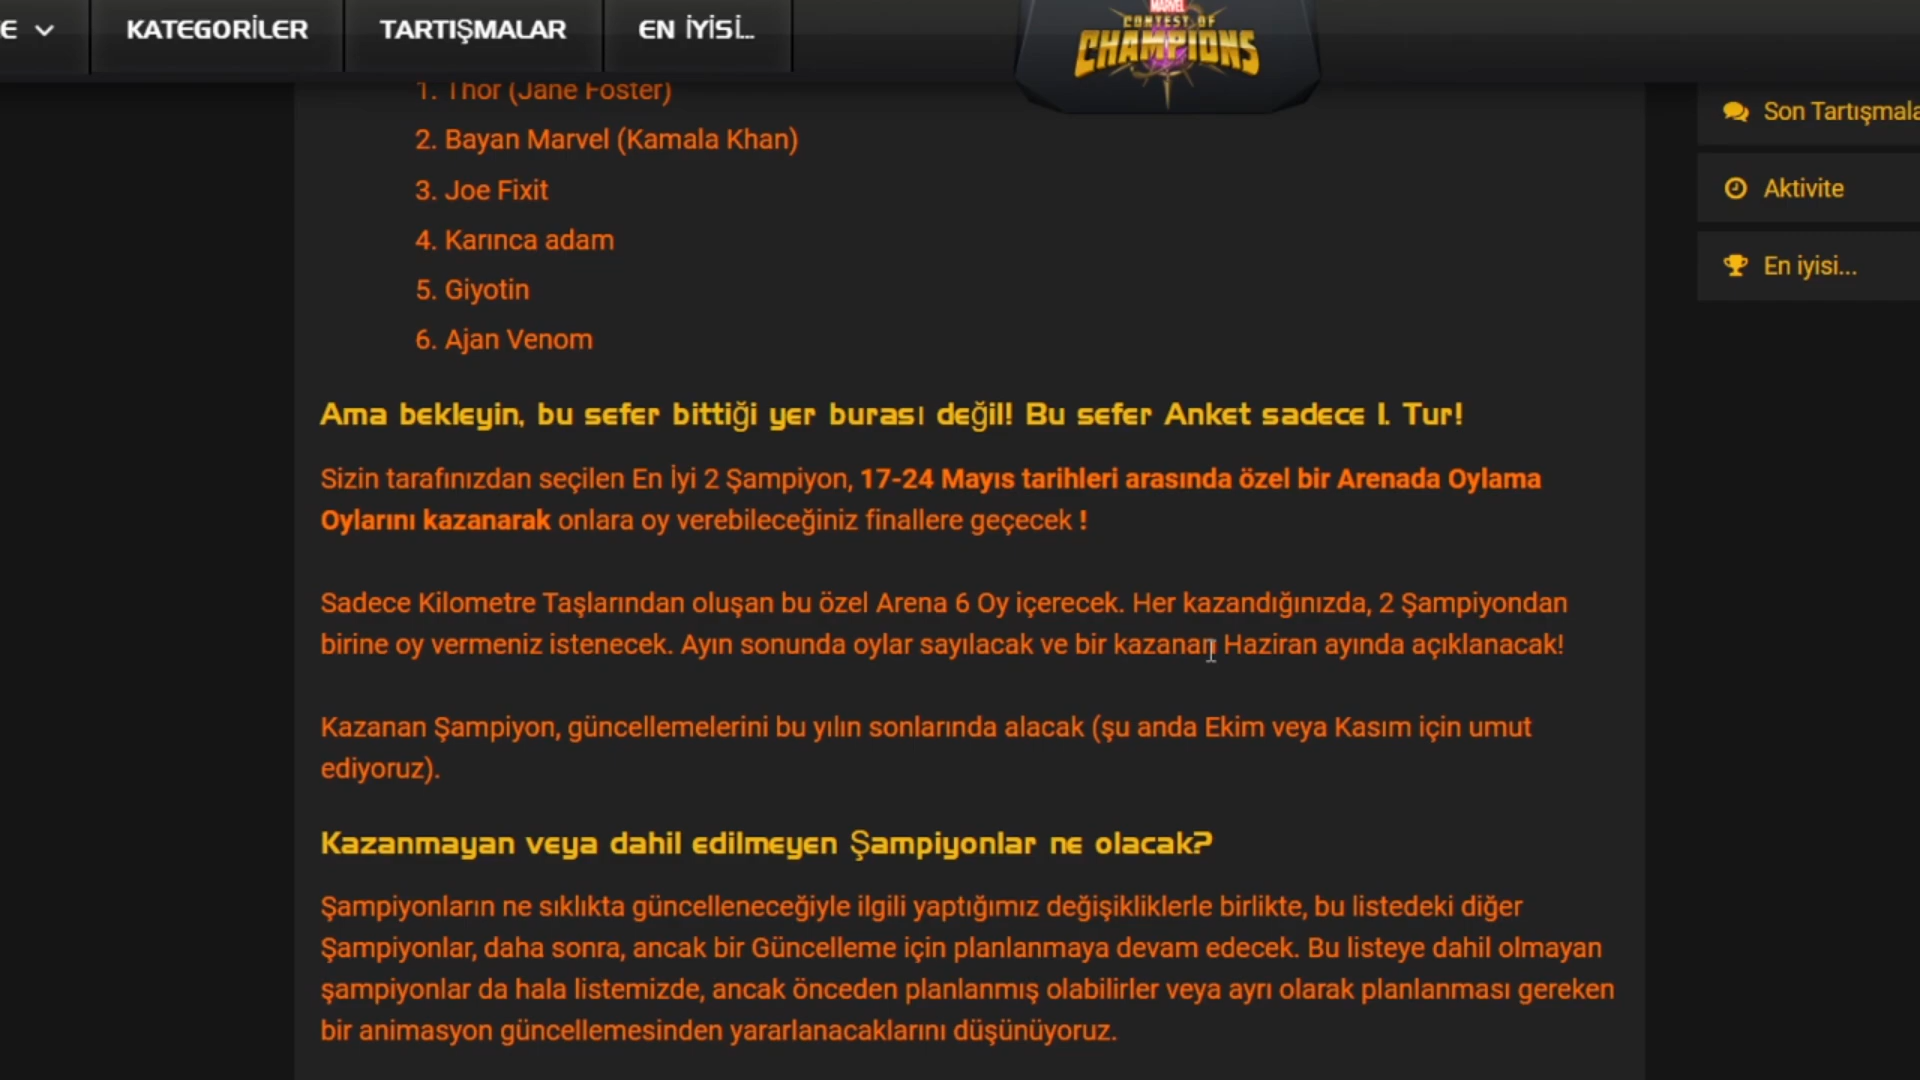 E
KATEGORİLER
TARTIŞMALAR
EN İYİSİ...
MARVEL
CONTEST OF
CHAMPIONS
1. Thor (Jane Foster)
2. Bayan Marvel (Kamala Khan)
3. Joe Fixit
4. Karınca adam
5. Giyotin
6. Ajan Venom
Ama bekleyin, bu sefer bittiği yer burası değil! Bu sefer Anket sadece 1. Tur!
Sizin tarafınızdan seçilen En İyi 2 Şampiyon, 17-24 Mayıs tarihleri arasında özel bir Arenada Oylama
Oylarını kazanarak onlara oy verebileceğiniz finallere geçecek !
Sadece Kilometre Taşlarından oluşan bu özel Arena 6 Oy içerecek. Her kazandığınızda, 2 Şampiyondan
birine oy vermeniz istenecek. Ayın sonunda oylar sayılacak ve bir kazanan Haziran ayında açıklanacak!
Kazanan Şampiyon, güncellemelerini bu yılın sonlarında alacak (şu anda Ekim veya Kasım için umut
ediyoruz).
Kazanmayan veya dahil edilmeyen Şampiyonlar ne olacak?
Şampiyonların ne sıklıkta güncelleneceğiyle ilgili yaptığımız değişikliklerle birlikte, bu listedeki diğer
Şampiyonlar, daha sonra, ancak bir Güncelleme için planlanmaya devam edecek. Bu listeye dahil olmayan
şampiyonlar da hala listemizde, ancak önceden planlanmış olabilirler veya ayrı olarak planlanması gereken
bir animasyon güncellemesinden yararlanacaklarını düşünüyoruz.
Son Tartışmala
Aktivite
En iyisi...